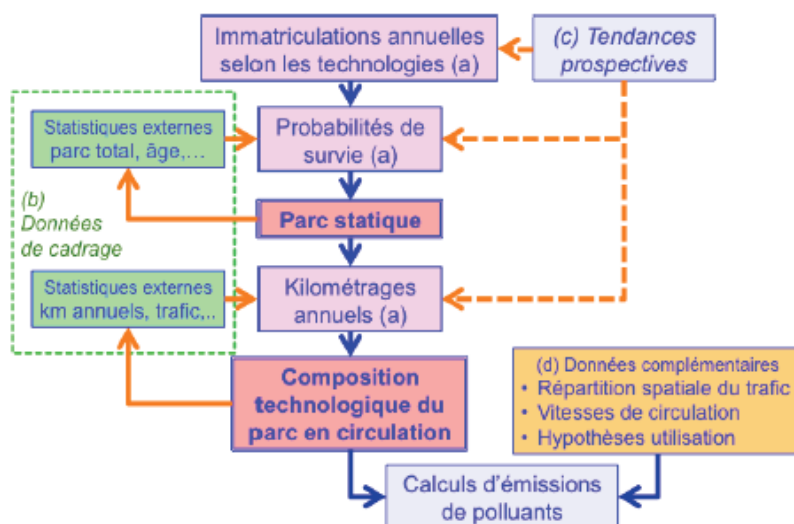 Immatriculations annuelles
selon les technologies (a)
(c) Tendances
prospectives
Statistiques externes
parc total, âge,...
Probabilités de
survie (a)
(b)
Données
de cadrage
Parc statique
Statistiques externes
km annuels, trafic,..
Kilométrages
annuels (a)
Composition
technologique du
parc en circulation
(d) Données complémentaires
• Répartition spatiale du trafic
• Vitesses de circulation
• Hypothèses utilisation
Calculs d'émissions
de polluants